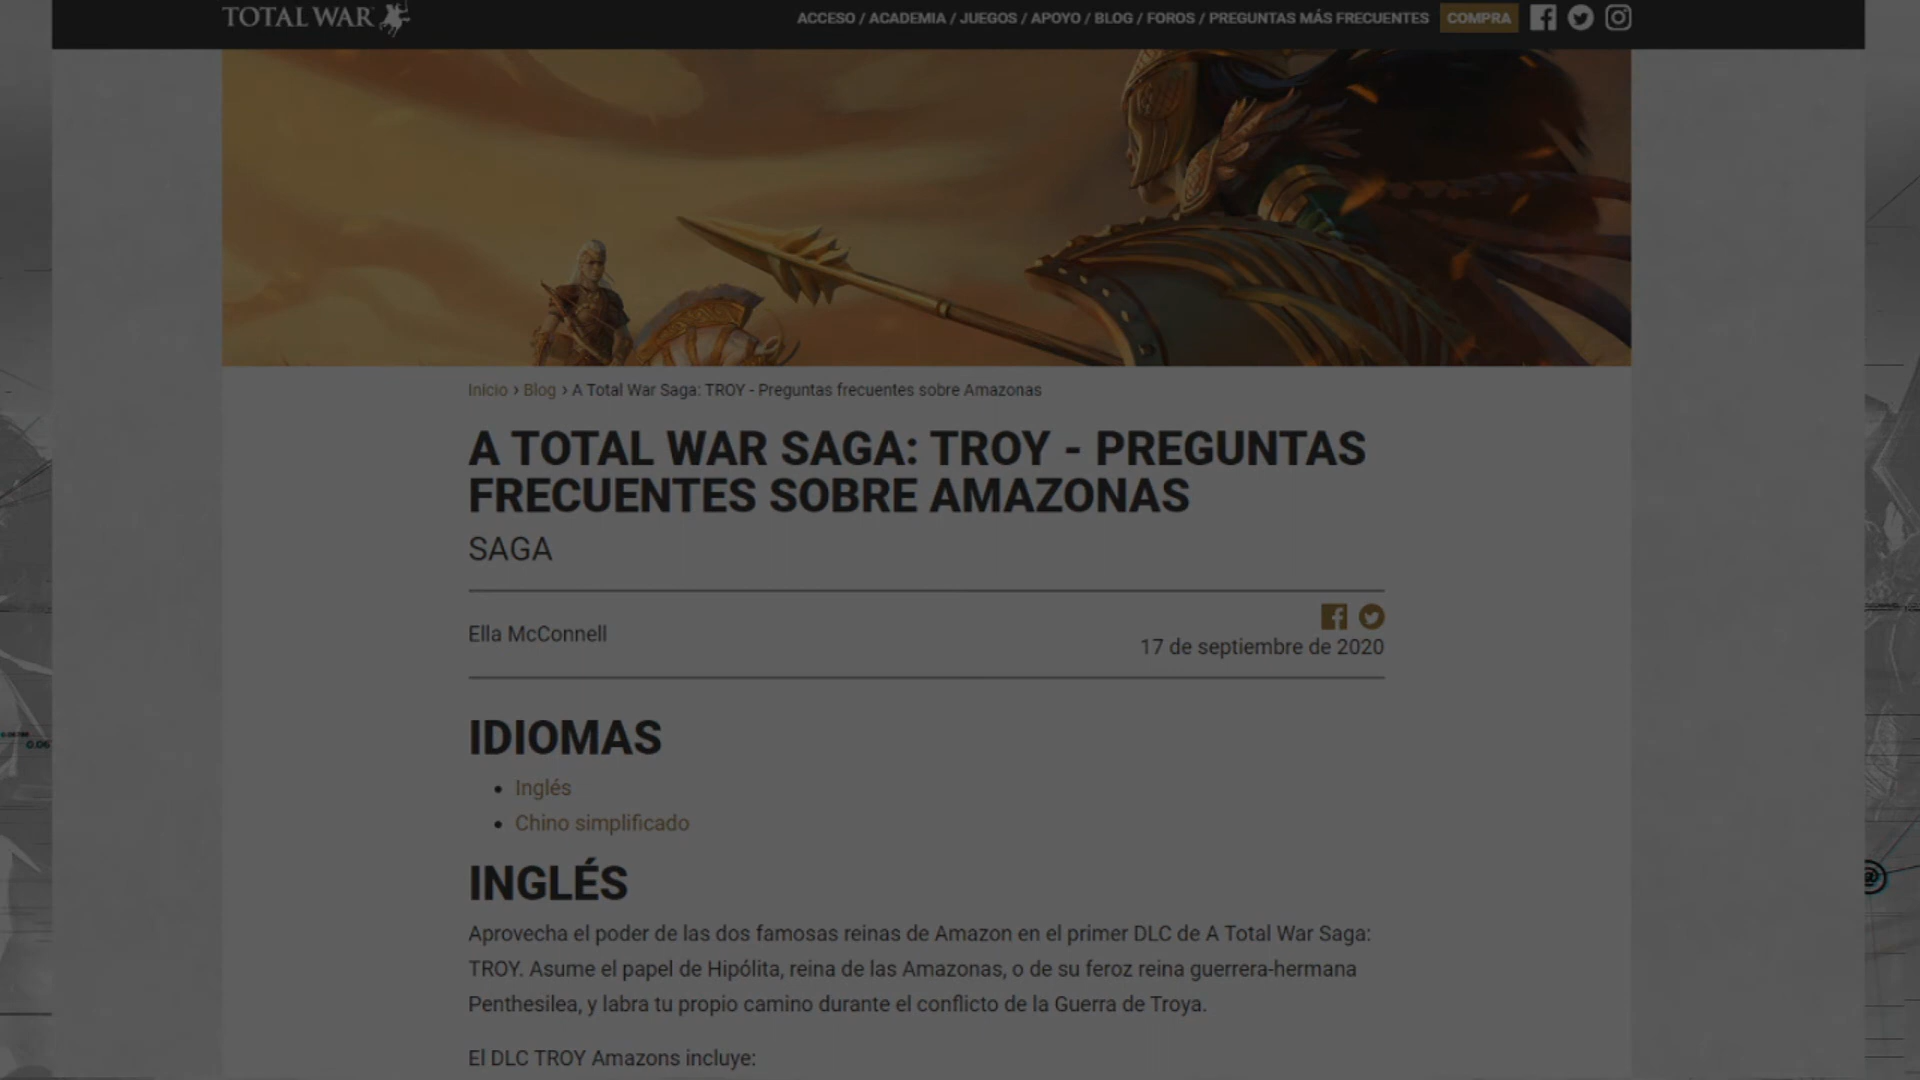 TOTAL WAR
ACCESO / ACADEMIA / JUEGOS / APOYO / BLOG / FOROS / PREGUNTAS MÁS FRECUENTES COMPRA
Inicio › Blog › A Total War Saga: TROY - Preguntas frecuentes sobre Amazonas
A TOTAL WAR SAGA: TROY - PREGUNTAS
FRECUENTES SOBRE AMAZONAS
SAGA
Ella McConnell
17 de septiembre de 2020
IDIOMAS
• Inglés
• Chino simplificado
INGLÉS
Aprovecha el poder de las dos famosas reinas de Amazon en el primer DLC de A Total War Saga:
TROY. Asume el papel de Hipólita, reina de las Amazonas, o de su feroz reina guerrera-hermana
Penthesilea, y labra tu propio camino durante el conflicto de la Guerra de Troya.
El DLC TROY Amazons incluye: